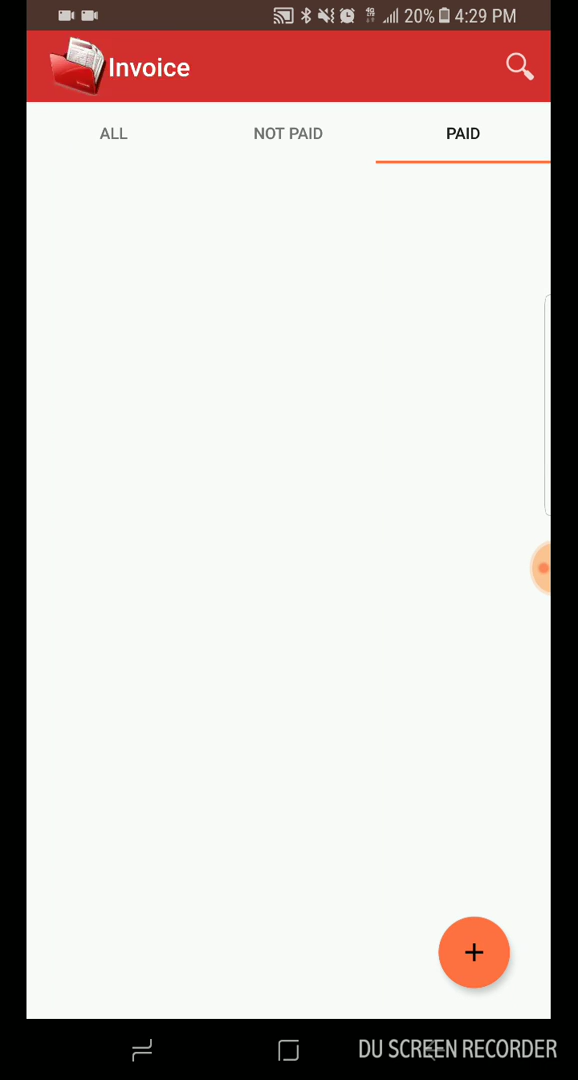 20% 4:29 PM
Invoice
ALL NOT PAID PAID
+
DU SCREEN RECORDER